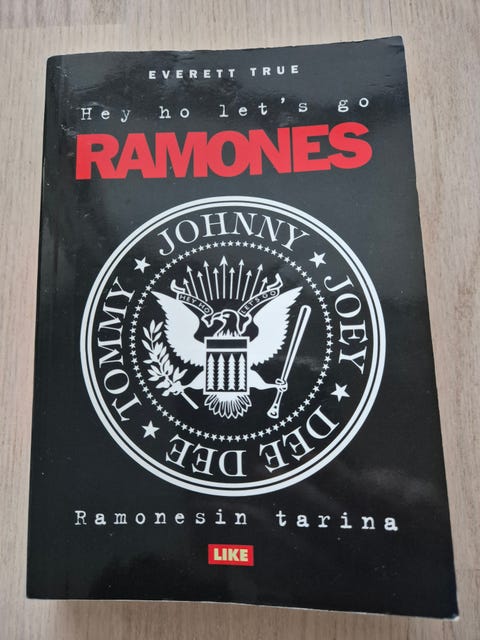 EVERETT TRUE
Hey ho let's go
RAMONES
JOHNNY ★ JOEY ★ DEE DEE ★ TOMMY ★
HEY HO LET'S GO
Ramonesin tarina
LIKE